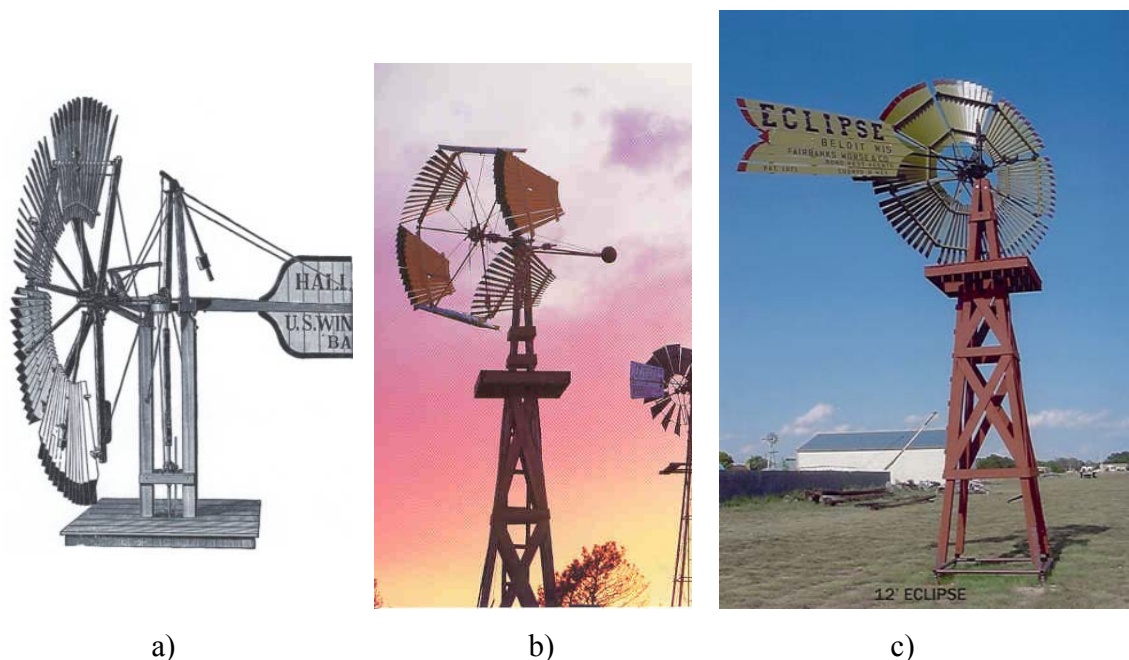 HALL
U.S.WIN
BA
ECLIPSE
BELOIT WIS
FAIRBANKS MORSE & CO.
12' ECLIPSE
a)
b)
c)